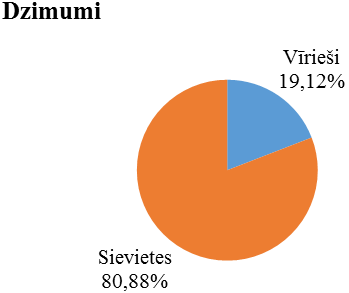 Dzimumi
Vīrieši
19,12%
Sievietes
80,88%